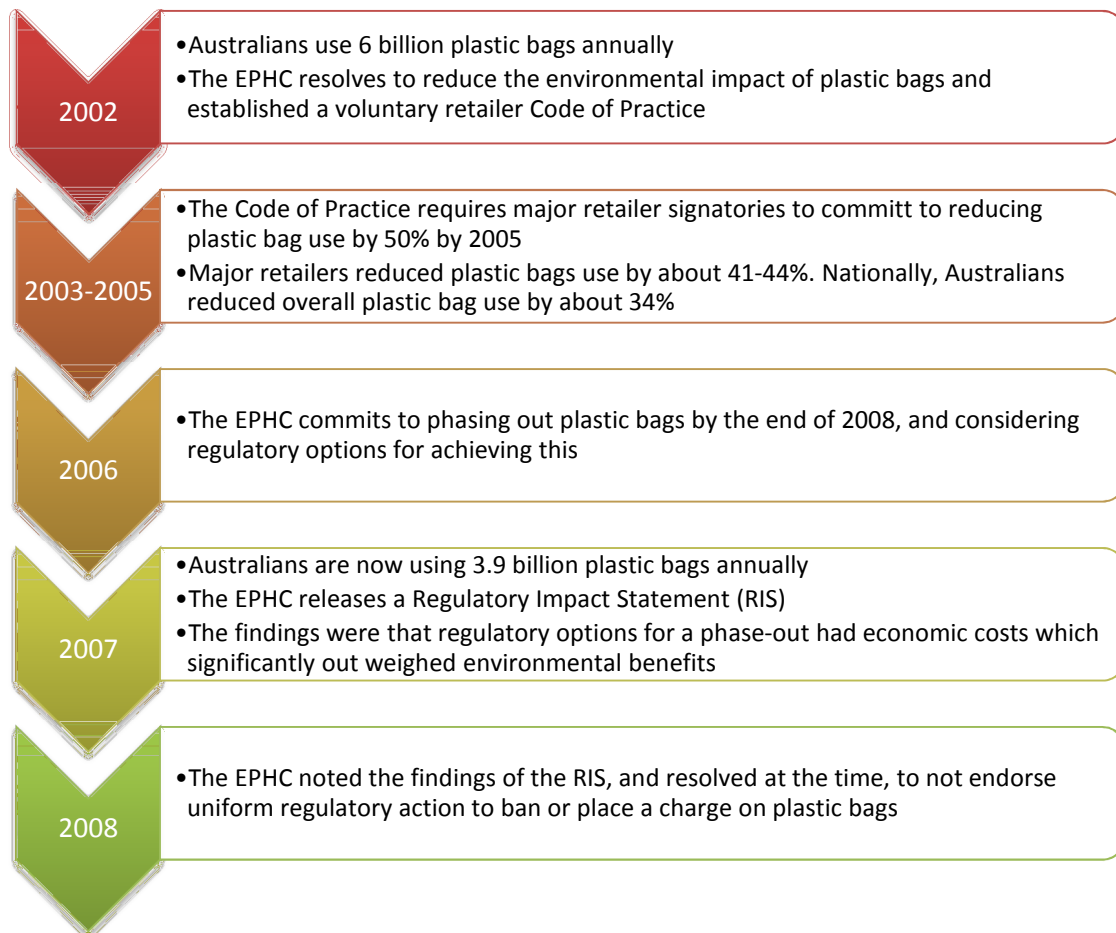 2002
•Australians use 6 billion plastic bags annually
•The EPHC resolves to reduce the environmental impact of plastic bags and
established a voluntary retailer Code of Practice
2003-2005
•The Code of Practice requires major retailer signatories to committ to reducing
plastic bag use by 50% by 2005
•Major retailers reduced plastic bags use by about 41-44%. Nationally, Australians
reduced overall plastic bag use by about 34%
2006
•The EPHC commits to phasing out plastic bags by the end of 2008, and considering
regulatory options for achieving this
2007
•Australians are now using 3.9 billion plastic bags annually
•The EPHC releases a Regulatory Impact Statement (RIS)
•The findings were that regulatory options for a phase-out had economic costs which
significantly out weighed environmental benefits
2008
•The EPHC noted the findings of the RIS, and resolved at the time, to not endorse
uniform regulatory action to ban or place a charge on plastic bags